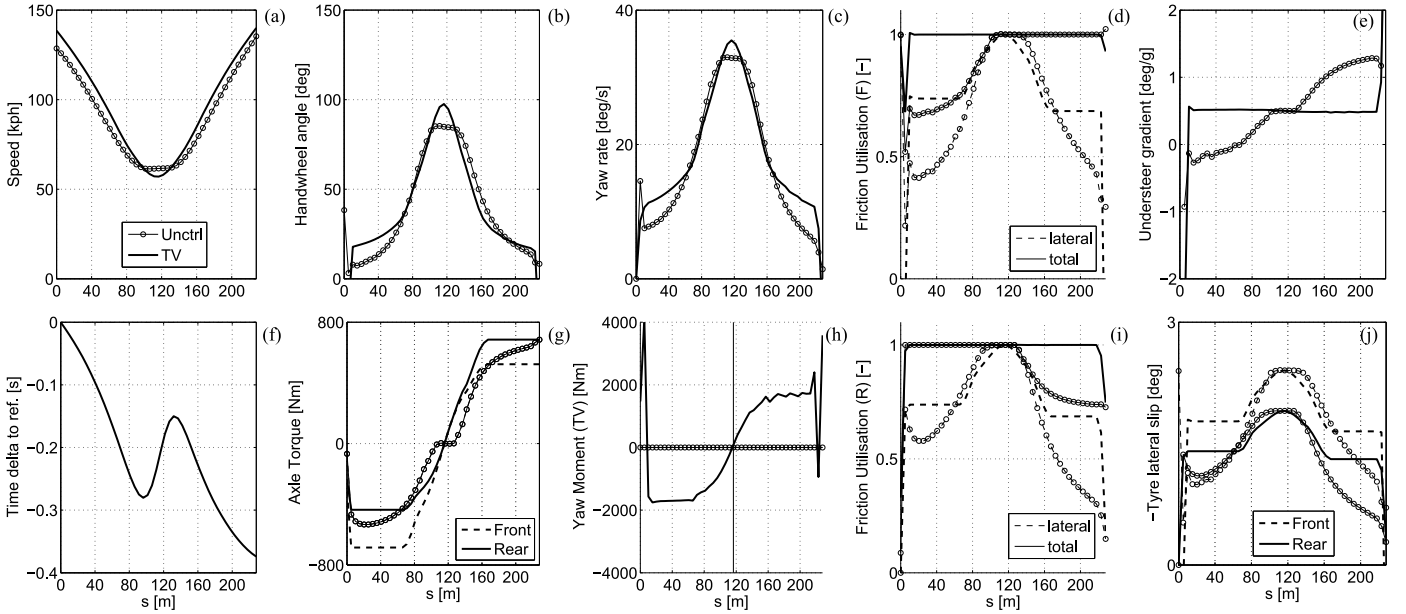 (a)
Speed [kph]
150
100
50
0
0 40 80 120 160 200
Unctrl
TV
(b)
Handwheel angle [deg]
150
100
50
0
0 40 80 120 160 200
(c)
Yaw rate [deg/s]
40
20
0
0 40 80 120 160 200
(d)
Friction Utilisation (F) [−]
1
0.5
0
0 40 80 120 160 200
lateral
total
(e)
Understeer gradient [deg/g]
2
1
0
−1
−2
0 40 80 120 160 200
(f)
Time delta to ref. [s]
0
−0.1
−0.2
−0.3
−0.4
0 40 80 120 160 200
s [m]
(g)
Axle Torque [Nm]
800
0
−800
0 40 80 120 160 200
s [m]
Front
Rear
(h)
Yaw Moment (TV) [Nm]
4000
2000
0
−2000
−4000
0 40 80 120 160 200
s [m]
(i)
Friction Utilisation (R) [−]
1
0.5
0
0 40 80 120 160 200
s [m]
lateral
total
(j)
−Tyre lateral slip [deg]
3
0
0 40 80 120 160 200
s [m]
Front
Rear